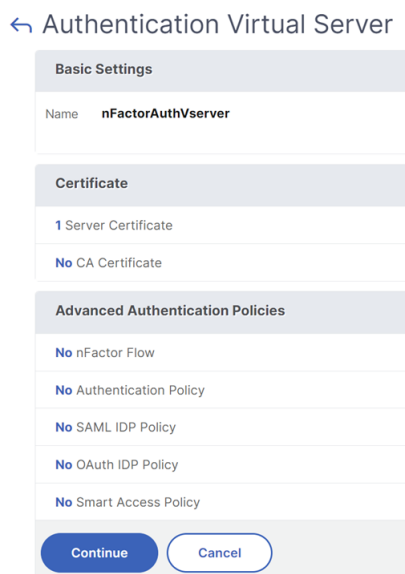 Authentication Virtual Server
Basic Settings
Name nFactorAuthVserver
Certificate
1 Server Certificate
No CA Certificate
Advanced Authentication Policies
No nFactor Flow
No Authentication Policy
No SAML IDP Policy
No OAuth IDP Policy
No Smart Access Policy
Continue Cancel